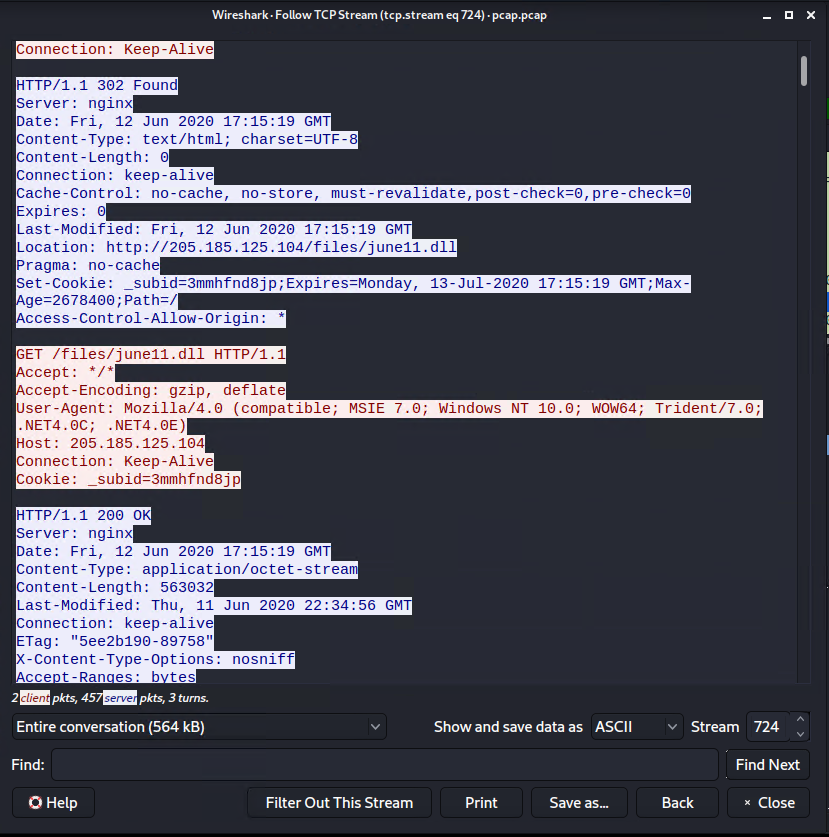 Wireshark · Follow TCP Stream (tcp.stream eq 724) · pcap.pcap
Connection: Keep-Alive
HTTP/1.1 302 Found
Server: nginx
Date: Fri, 12 Jun 2020 17:15:19 GMT
Content-Type: text/html; charset=UTF-8
Content-Length: 0
Connection: keep-alive
Cache-Control: no-cache, no-store, must-revalidate,post-check=0,pre-check=0
Expires: 0
Last-Modified: Fri, 12 Jun 2020 17:15:19 GMT
Location: http://205.185.125.104/files/june11.dll
Pragma: no-cache
Set-Cookie: _subid=3mmhfnd8jp;Expires=Monday, 13-Jul-2020 17:15:19 GMT;Max-
Age=2678400;Path=/
Access-Control-Allow-Origin: *
GET /files/june11.dll HTTP/1.1
Accept: */*
Accept-Encoding: gzip, deflate
User-Agent: Mozilla/4.0 (compatible; MSIE 7.0; Windows NT 10.0; WOW64; Trident/7.0;
.NET4.0C; .NET4.0E)
Host: 205.185.125.104
Connection: Keep-Alive
Cookie: _subid=3mmhfnd8jp
HTTP/1.1 200 OK
Server: nginx
Date: Fri, 12 Jun 2020 17:15:19 GMT
Content-Type: application/octet-stream
Content-Length: 563032
Last-Modified: Thu, 11 Jun 2020 22:34:56 GMT
Connection: keep-alive
ETag: "5ee2b190-89758"
X-Content-Type-Options: nosniff
Accept-Ranges: bytes
2 client pkts, 457 server pkts, 3 turns.
Entire conversation (564 kB) Show and save data as ASCII Stream 724
Find: Find Next
Help Filter Out This Stream Print Save as... Back × Close